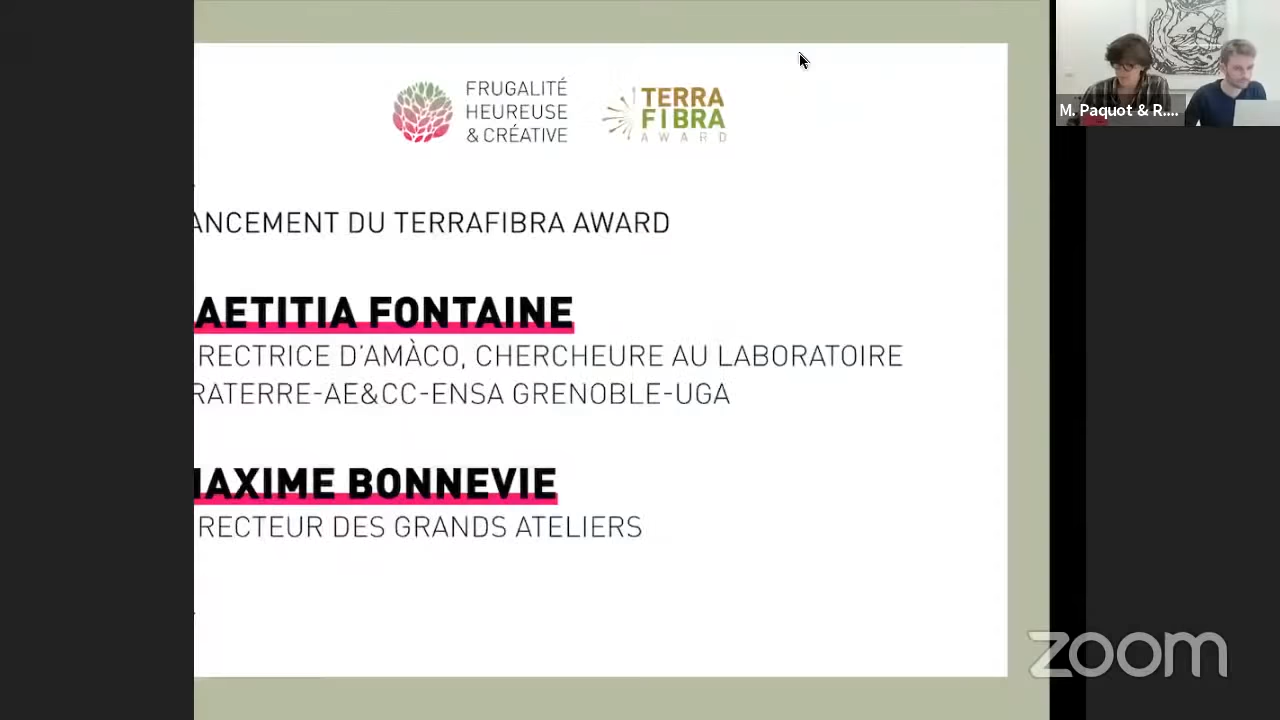 FRUGALITÉ
HEUREUSE
& CRÉATIVE
TERRA
FIBRA
AWARD
ANCEMENT DU TERRAFIBRA AWARD
AETITIA FONTAINE
RECTRICE D'AMÀCO, CHERCHEURE AU LABORATOIRE
RATERRE-AE&CC-ENSA GRENOBLE-UGA
AXIME BONNEVIE
RECTEUR DES GRANDS ATELIERS
M. Paquot & R....
zoom